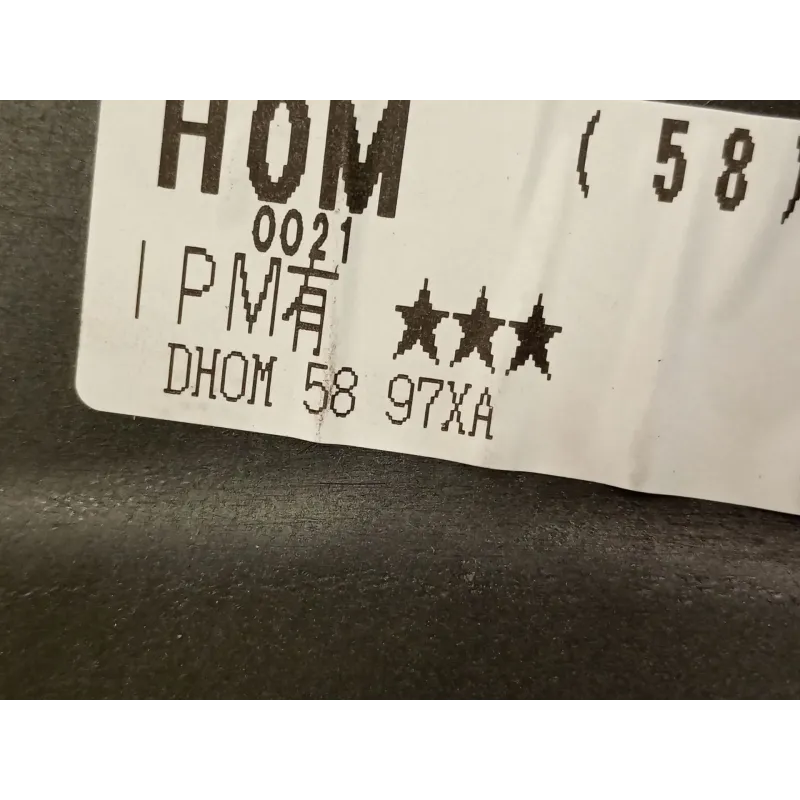 HOM ( 58 )
0021
IPM有 ★★★
DHOM 58 97XA